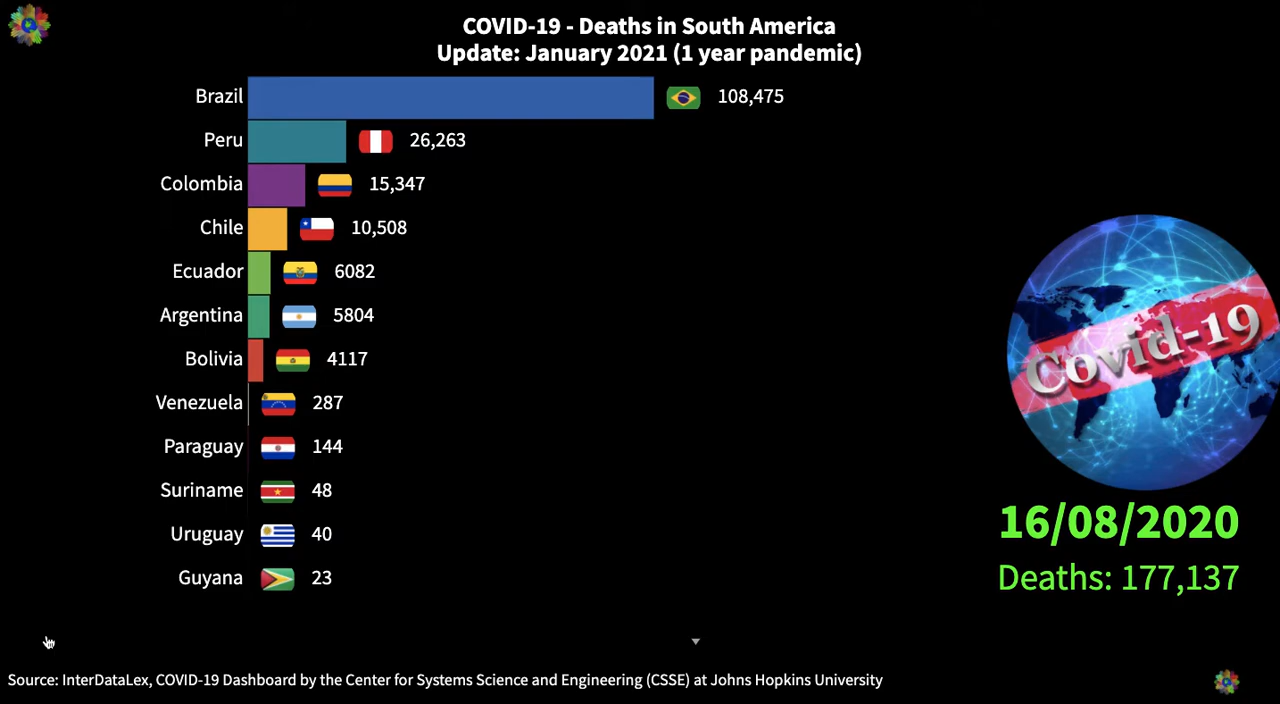 COVID-19 - Deaths in South America
Update: January 2021 (1 year pandemic)
Brazil 108,475
Peru 26,263
Colombia 15,347
Chile 10,508
Ecuador 6082
Argentina 5804
Bolivia 4117
Venezuela 287
Paraguay 144
Suriname 48
Uruguay 40
Guyana 23
Covid-19
16/08/2020
Deaths: 177,137
Source: InterDataLex, COVID-19 Dashboard by the Center for Systems Science and Engineering (CSSE) at Johns Hopkins University